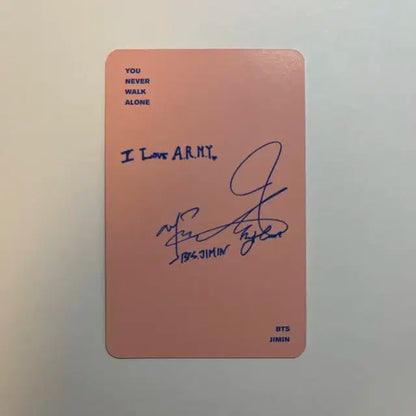 YOU
NEVER
WALK
ALONE
I Love A.R.M.Y.
BTS. JIMIN
BTS
JIMIN